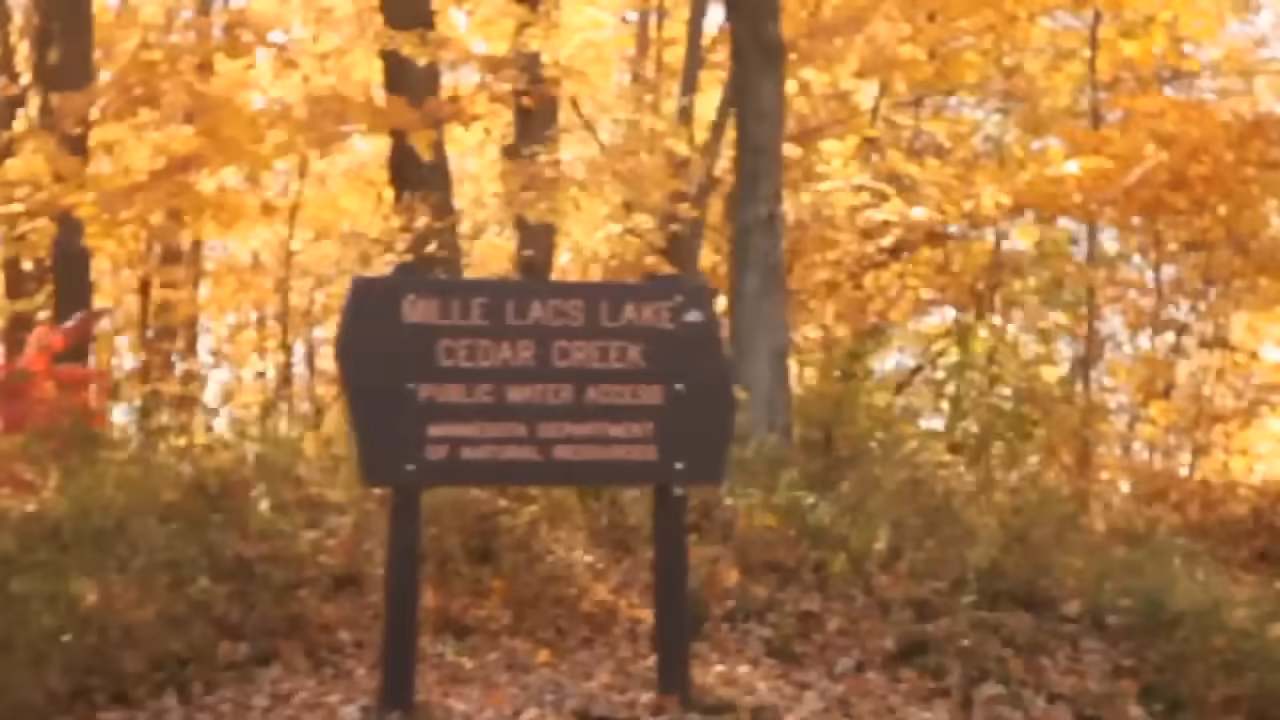 MILLE LACS LAKE
CEDAR CREEK
PUBLIC WATER ACCESS
MINNESOTA DEPARTMENT
OF NATURAL RESOURCES